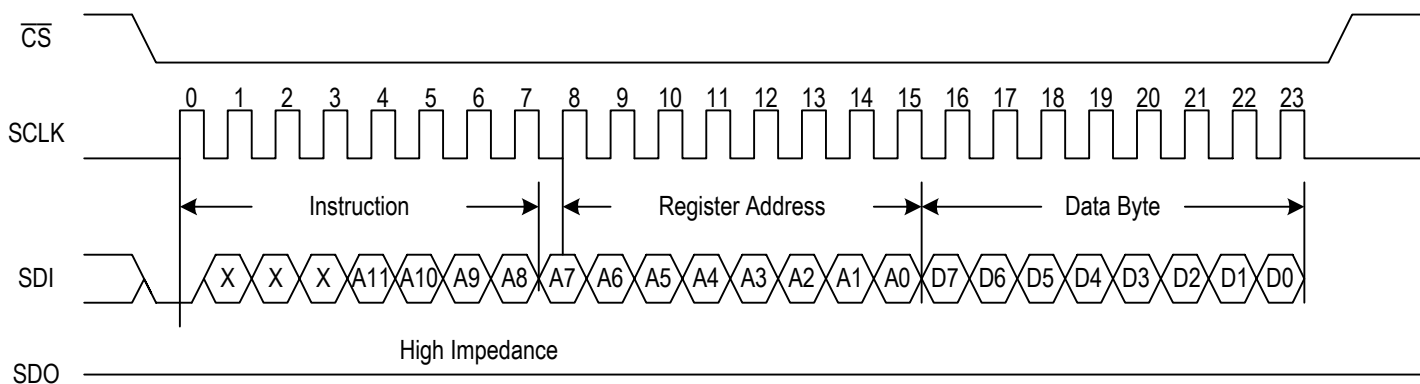 CS
0 1 2 3 4 5 6 7 8 9 10 11 12 13 14 15 16 17 18 19 20 21 22 23
SCLK
Instruction Register Address Data Byte
SDI X X X A11 A10 A9 A8 A7 A6 A5 A4 A3 A2 A1 A0 D7 D6 D5 D4 D3 D2 D1 D0
High Impedance
SDO